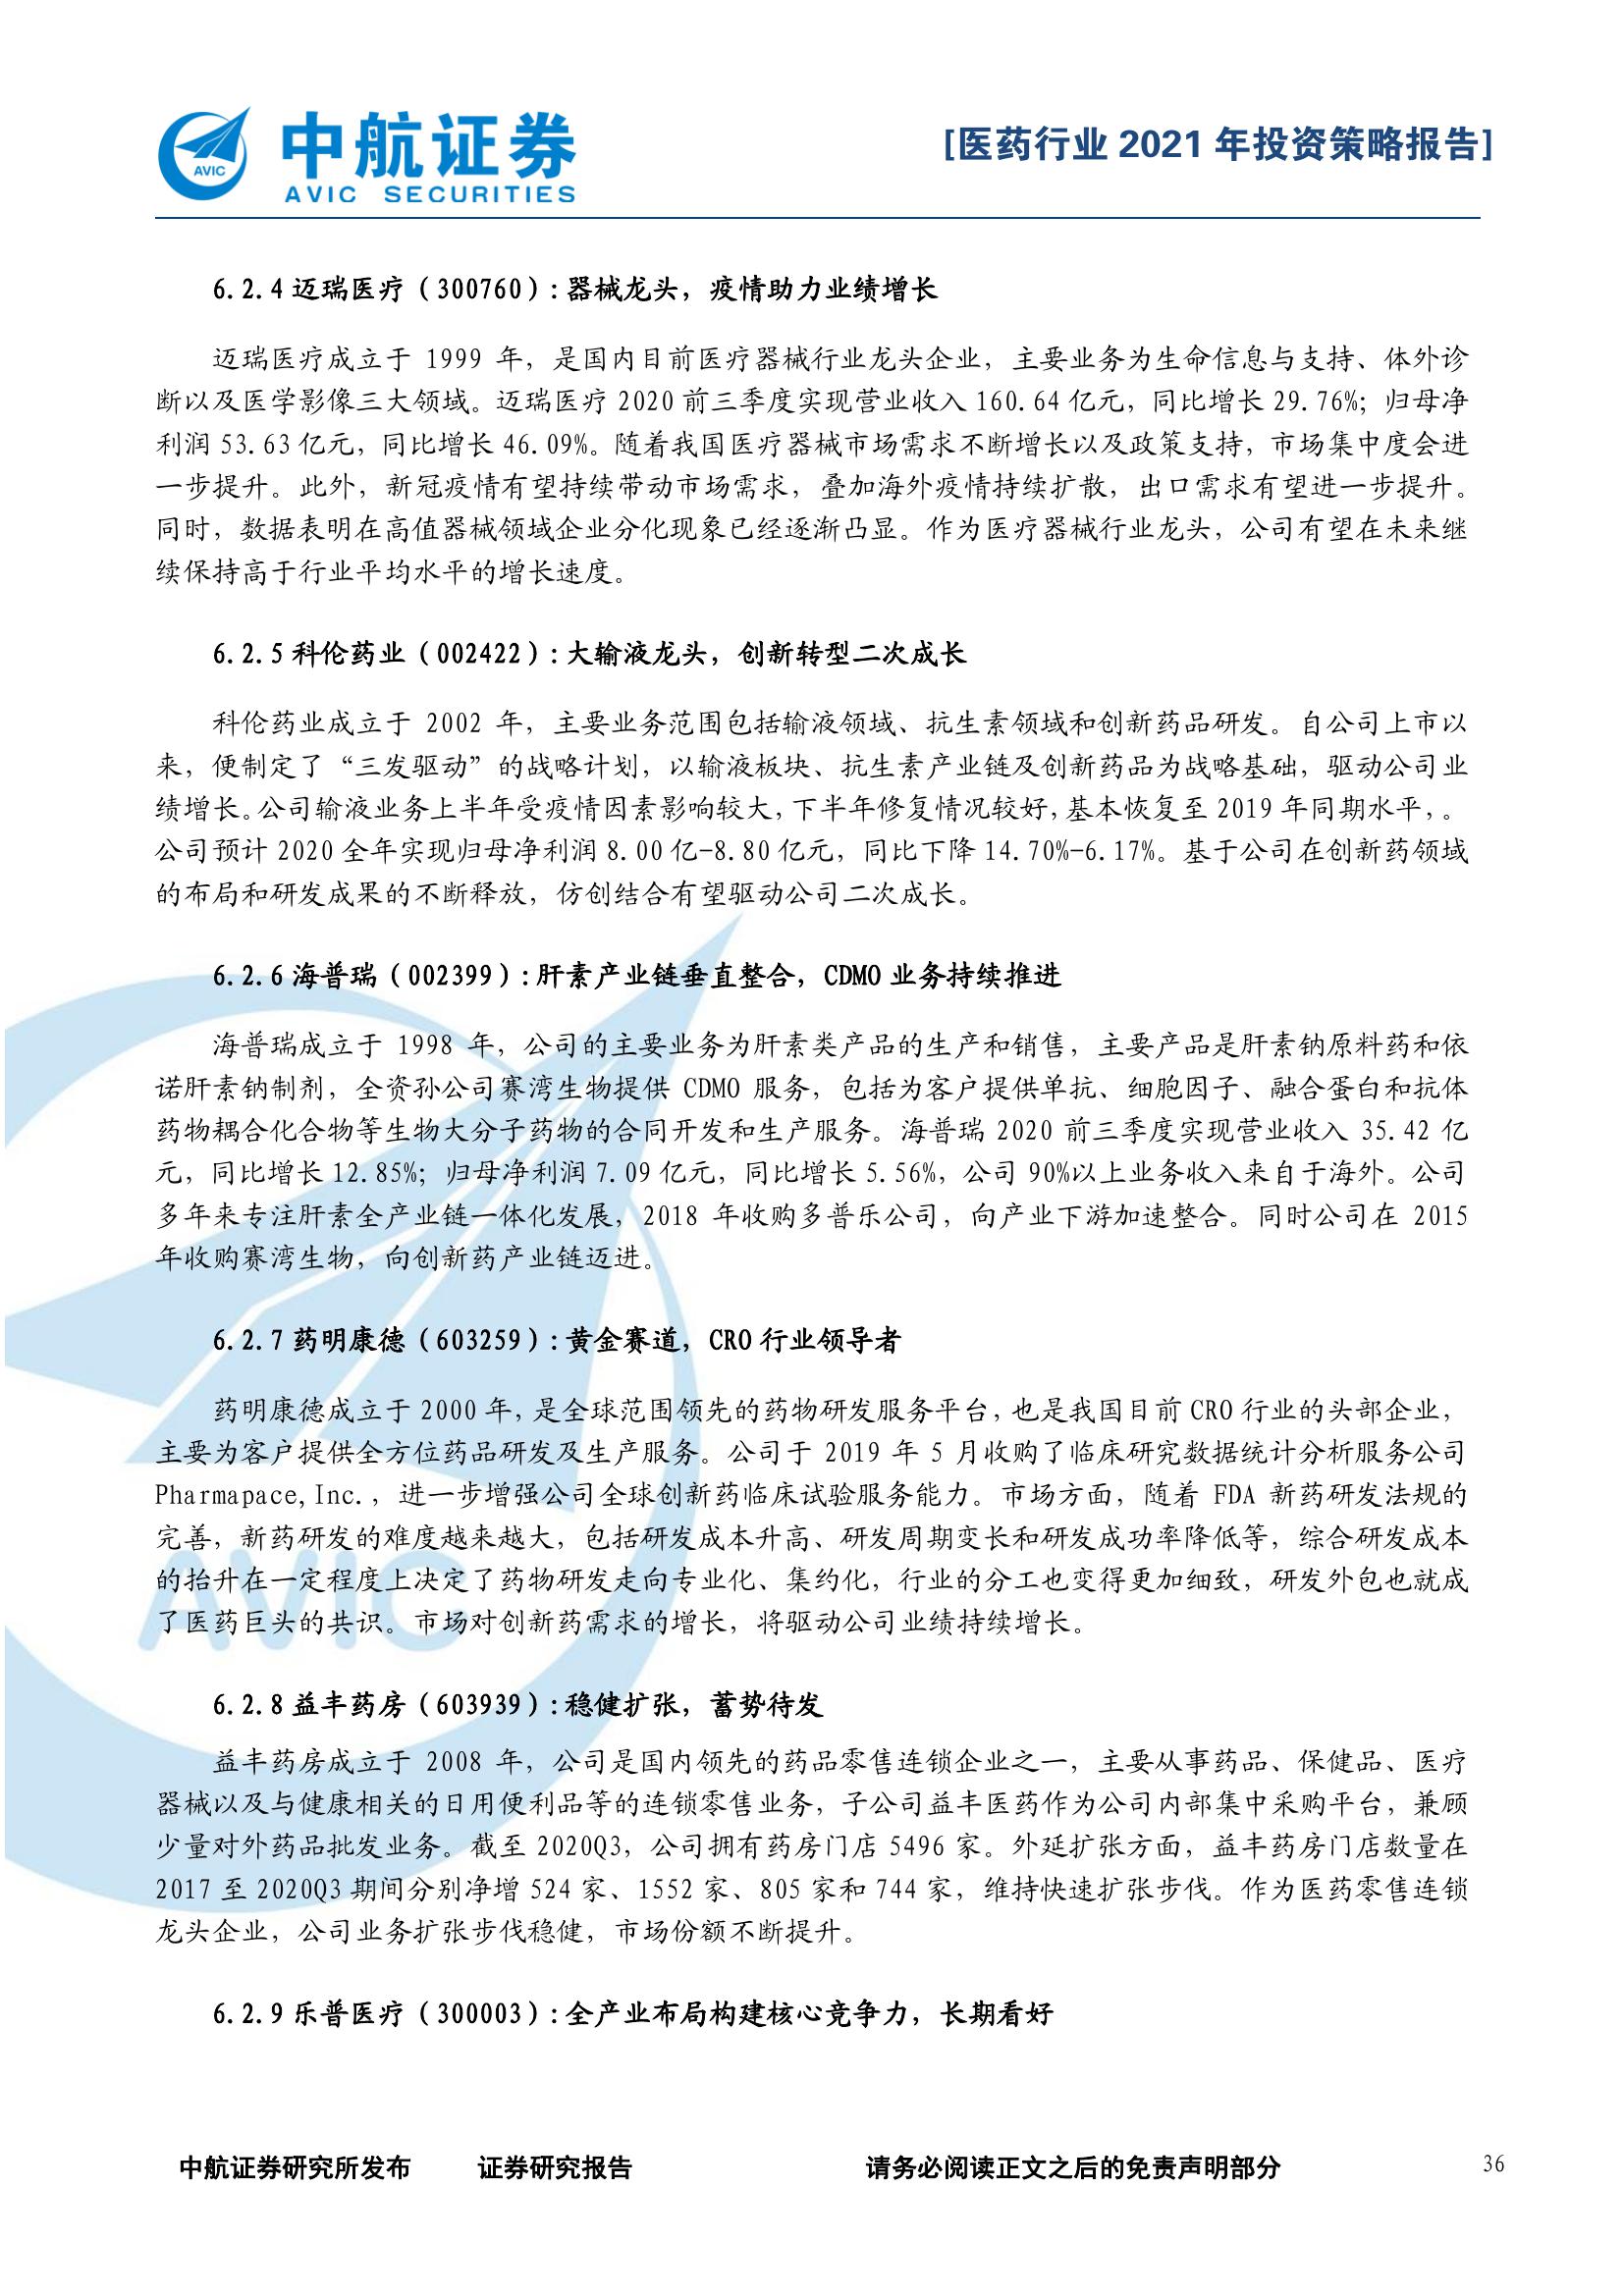 中航证券
AVIC SECURITIES
AVIC
[医药行业 2021 年投资策略报告]
6.2.4 迈瑞医疗（300760）：器械龙头，疫情助力业绩增长
迈瑞医疗成立于 1999 年，是国内目前医疗器械行业龙头企业，主要业务为生命信息与支持、体外诊
断以及医学影像三大领域。迈瑞医疗 2020 前三季度实现营业收入 160.64 亿元，同比增长 29.76%；归母净
利润 53.63 亿元，同比增长 46.09%。随着我国医疗器械市场需求不断增长以及政策支持，市场集中度会进
一步提升。此外，新冠疫情有望持续带动市场需求，叠加海外疫情持续扩散，出口需求有望进一步提升。
同时，数据表明在高值器械领域企业分化现象已经逐渐凸显。作为医疗器械行业龙头，公司有望在未来继
续保持高于行业平均水平的增长速度。
6.2.5 科伦药业（002422）：大输液龙头，创新转型二次成长
科伦药业成立于 2002 年，主要业务范围包括输液领域、抗生素领域和创新药品研发。自公司上市以
来，便制定了“三发驱动”的战略计划，以输液板块、抗生素产业链及创新药品为战略基础，驱动公司业
绩增长。公司输液业务上半年受疫情因素影响较大，下半年修复情况较好，基本恢复至 2019 年同期水平，。
公司预计 2020 全年实现归母净利润 8.00 亿-8.80 亿元，同比下降 14.70%-6.17%。基于公司在创新药领域
的布局和研发成果的不断释放，仿创结合有望驱动公司二次成长。
6.2.6 海普瑞（002399）：肝素产业链垂直整合，CDMO 业务持续推进
海普瑞成立于 1998 年，公司的主要业务为肝素类产品的生产和销售，主要产品是肝素钠原料药和依
诺肝素钠制剂，全资孙公司赛湾生物提供 CDMO 服务，包括为客户提供单抗、细胞因子、融合蛋白和抗体
药物耦合化合物等生物大分子药物的合同开发和生产服务。海普瑞 2020 前三季度实现营业收入 35.42 亿
元，同比增长 12.85%；归母净利润 7.09 亿元，同比增长 5.56%，公司 90%以上业务收入来自于海外。公司
多年来专注肝素全产业链一体化发展，2018 年收购多普乐公司，向产业下游加速整合。同时公司在 2015
年收购赛湾生物，向创新药产业链迈进。
6.2.7 药明康德（603259）：黄金赛道，CRO 行业领导者
药明康德成立于 2000 年，是全球范围领先的药物研发服务平台，也是我国目前 CRO 行业的头部企业，
主要为客户提供全方位药品研发及生产服务。公司于 2019 年 5 月收购了临床研究数据统计分析服务公司
Pharmapace,Inc.，进一步增强公司全球创新药临床试验服务能力。市场方面，随着 FDA 新药研发法规的
完善，新药研发的难度越来越大，包括研发成本升高、研发周期变长和研发成功率降低等，综合研发成本
的抬升在一定程度上决定了药物研发走向专业化、集约化，行业的分工也变得更加细致，研发外包也就成
了医药巨头的共识。市场对创新药需求的增长，将驱动公司业绩持续增长。
AVIC
6.2.8 益丰药房（603939）：稳健扩张，蓄势待发
益丰药房成立于 2008 年，公司是国内领先的药品零售连锁企业之一，主要从事药品、保健品、医疗
器械以及与健康相关的日用便利品等的连锁零售业务，子公司益丰医药作为公司内部集中采购平台，兼顾
少量对外药品批发业务。截至 2020Q3，公司拥有药房门店 5496 家。外延扩张方面，益丰药房门店数量在
2017 至 2020Q3 期间分别净增 524 家、1552 家、805 家和 744 家，维持快速扩张步伐。作为医药零售连锁
龙头企业，公司业务扩张步伐稳健，市场份额不断提升。
6.2.9 乐普医疗（300003）：全产业布局构建核心竞争力，长期看好
中航证券研究所发布 证券研究报告 请务必阅读正文之后的免责声明部分 36